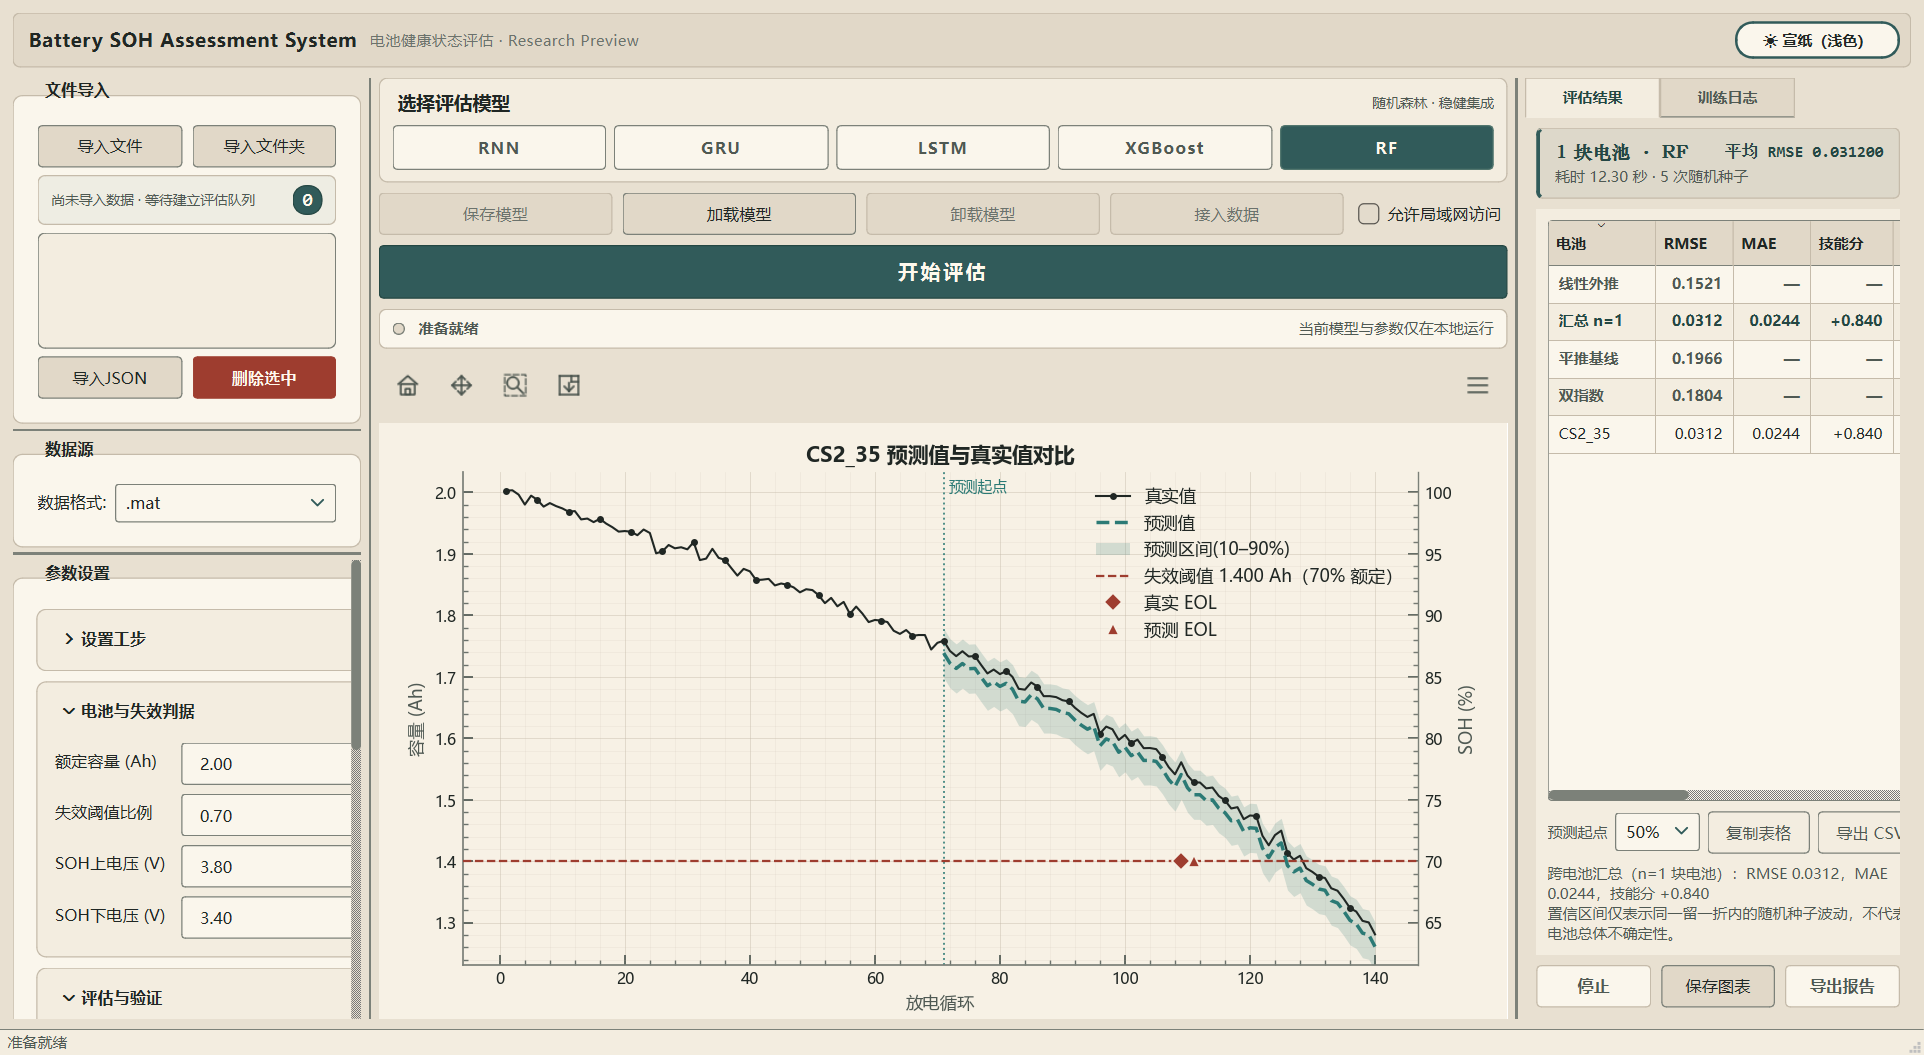 Battery SOH Assessment System 电池健康状态评估 · Research Preview
☀ 宣纸（浅色）
文件导入
导入文件 导入文件夹
尚未导入数据 · 等待建立评估队列 0
导入JSON 删除选中
数据源
数据格式: .mat
参数设置
设置工步
电池与失效判据
额定容量 (Ah) 2.00
失效阈值比例 0.70
SOH上电压 (V) 3.80
SOH下电压 (V) 3.40
评估与验证
选择评估模型 随机森林 · 稳健集成
RNN GRU LSTM XGBoost RF
保存模型 加载模型 卸载模型 接入数据 允许局域网访问
开始评估
准备就绪 当前模型与参数仅在本地运行
CS2_35 预测值与真实值对比
预测起点
真实值
预测值
预测区间(10–90%)
失效阈值 1.400 Ah（70% 额定）
真实 EOL
预测 EOL
容量 (Ah)
2.0
1.9
1.8
1.7
1.6
1.5
1.4
1.3
0 20 40 60 80 100 120 140
放电循环
100
95
90
85
80
75
70
65
SOH (%)
评估结果 训练日志
1 块电池 · RF 平均 RMSE 0.031200
耗时 12.30 秒 · 5 次随机种子
电池 RMSE MAE 技能分
线性外推 0.1521 — —
汇总 n=1 0.0312 0.0244 +0.840
平推基线 0.1966 — —
双指数 0.1804 — —
CS2_35 0.0312 0.0244 +0.840
预测起点 50% 复制表格 导出 CSV
跨电池汇总（n=1 块电池）: RMSE 0.0312，MAE
0.0244，技能分 +0.840
置信区间仅表示同一留一折内的随机种子波动，不代表
电池总体不确定性。
停止 保存图表 导出报告
准备就绪